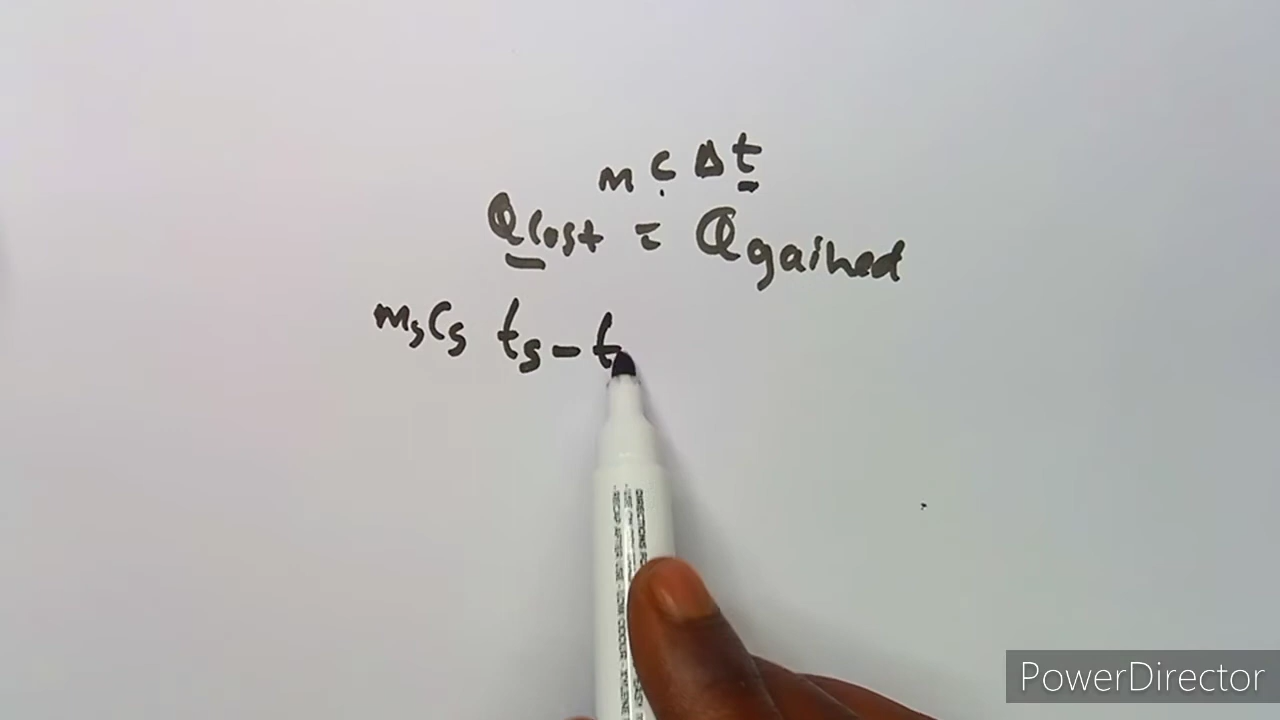 m c Δt
Qlost = Qgained
mscs ts - t
PowerDirector